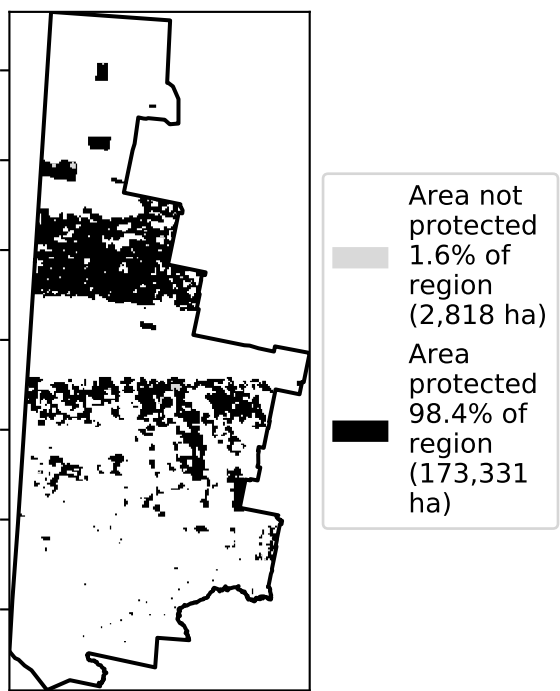 Area not
protected
1.6% of
region
(2,818 ha)
Area
protected
98.4% of
region
(173,331
ha)